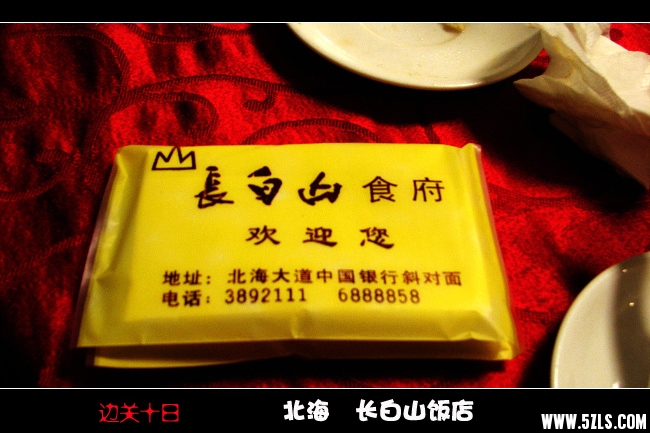 長白山 食府
欢迎您
地址：北海大道中国银行斜对面
电话：3892111 6888858
边关十日 北海 长白山饭店
WWW.5ZLS.COM